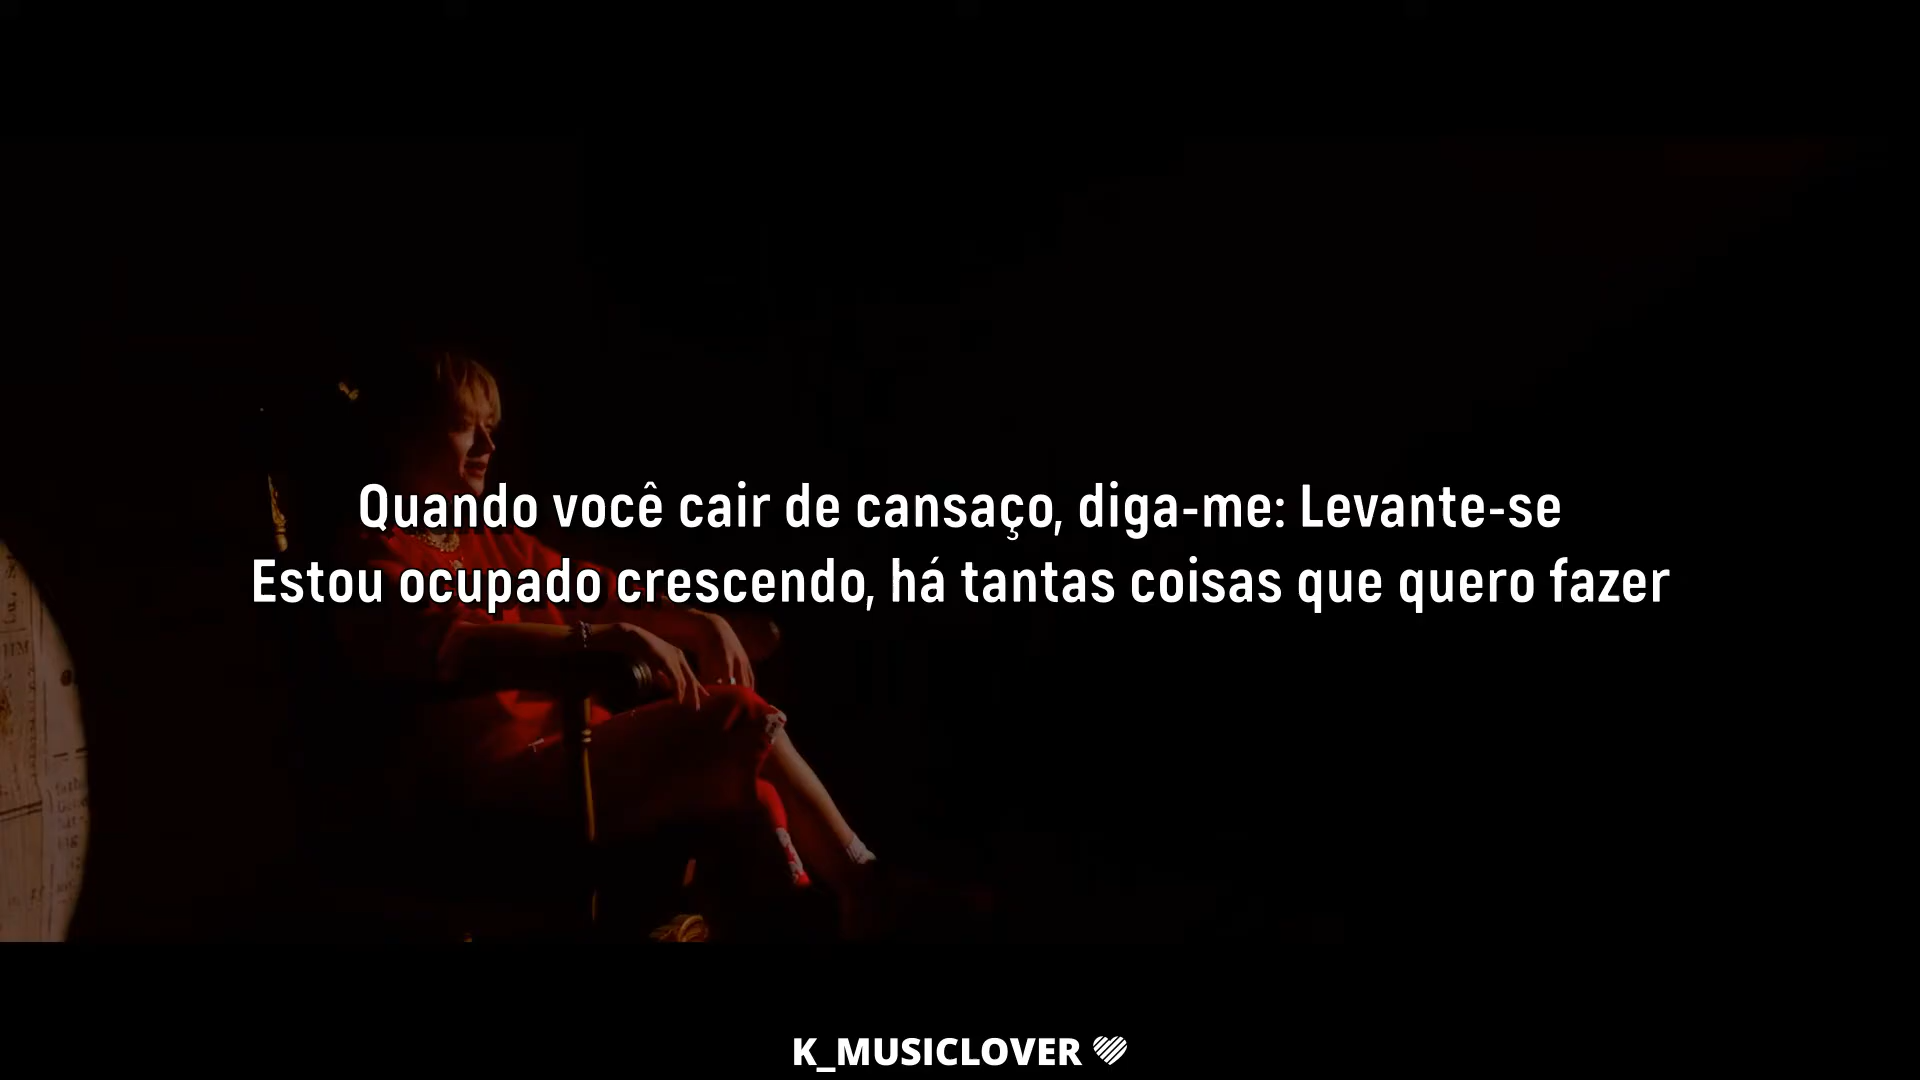 Quando você cair de cansaço, diga-me: Levante-se
Estou ocupado crescendo, há tantas coisas que quero fazer
K_MUSICLOVER